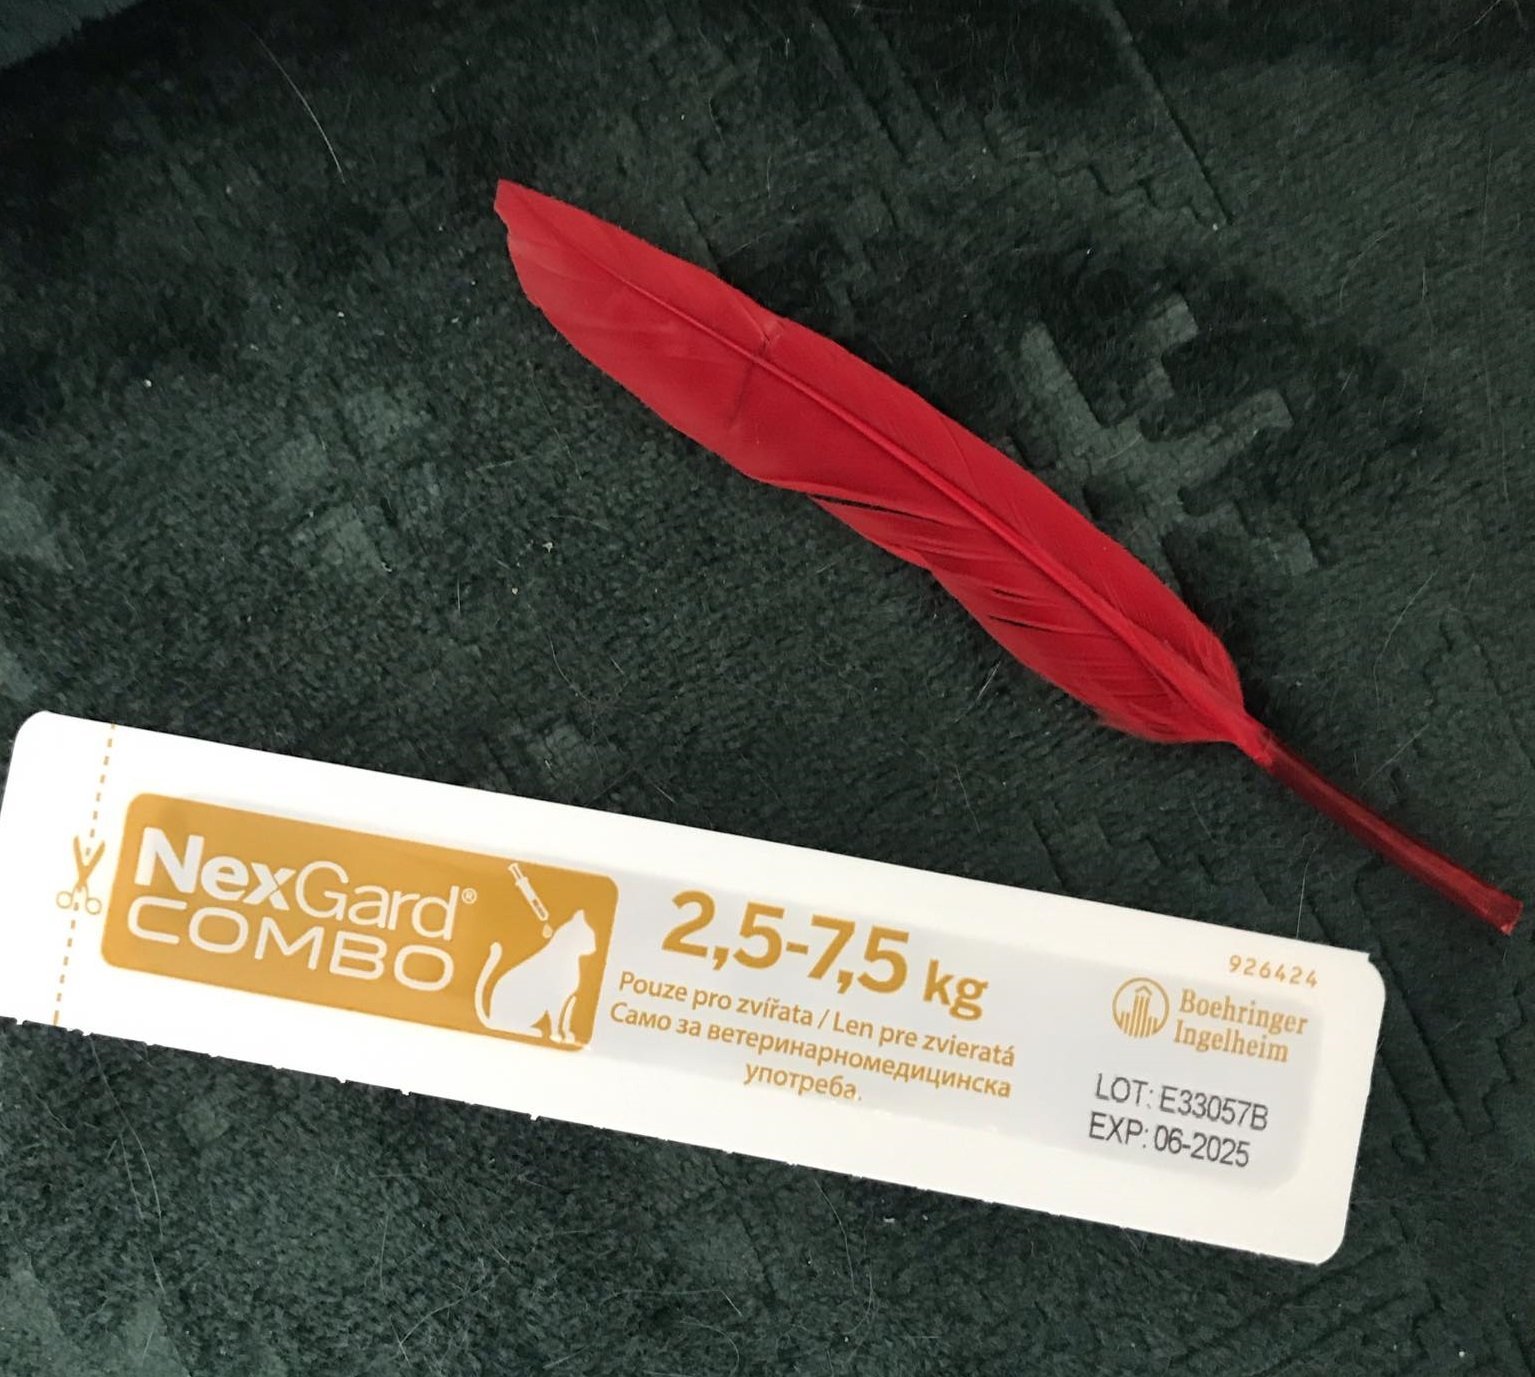 NexGard®
COMBO
2,5-7,5 kg
Pouze pro zvířata / Len pre zvieratá
Само за ветеринарномедицинска
употреба.
926424
Boehringer
Ingelheim
LOT: E33057B
EXP: 06-2025